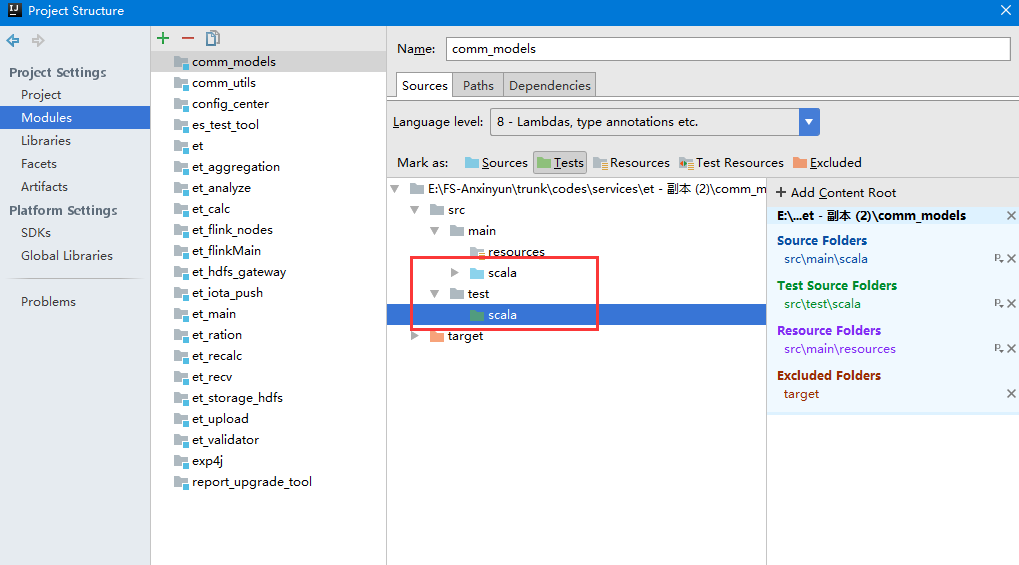 Project Structure
Project Settings
Project
Modules
Libraries
Facets
Artifacts
Platform Settings
SDKs
Global Libraries
Problems
comm_models
comm_utils
config_center
es_test_tool
et
et_aggregation
et_analyze
et_calc
et_flink_nodes
et_flinkMain
et_hdfs_gateway
et_iota_push
et_main
et_ration
et_recalc
et_recv
et_storage_hdfs
et_upload
et_validator
exp4j
report_upgrade_tool
Name: comm_models
Sources Paths Dependencies
Language level: 8 - Lambdas, type annotations etc.
Mark as: Sources Tests Resources Test Resources Excluded
E:\FS-Anxinyun\trunk\codes\services\et - 副本 (2)\comm_m
src
main
resources
scala
test
scala
target
+ Add Content Root
E:\...et - 副本 (2)\comm_models
Source Folders
src\main\scala
Test Source Folders
src\test\scala
Resource Folders
src\main\resources
Excluded Folders
target